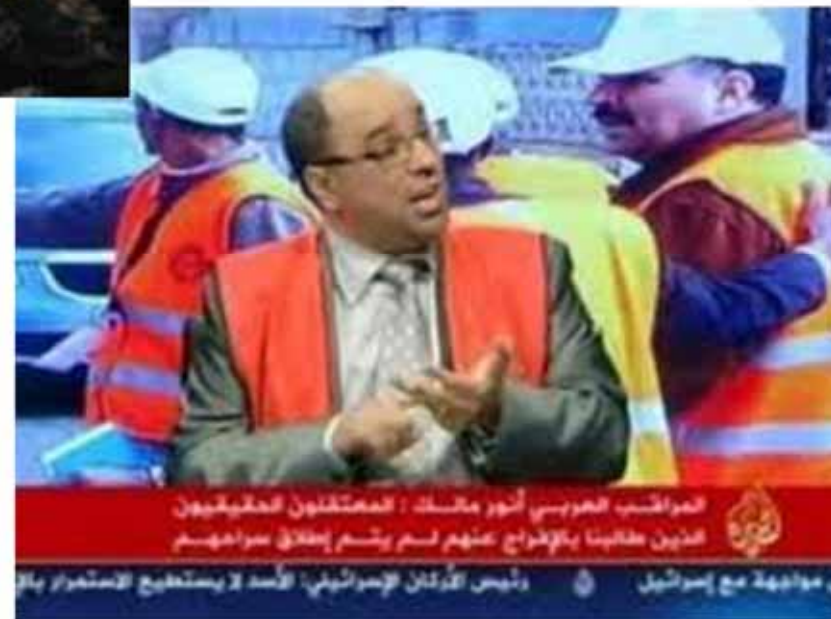 المراقب العربي أنور مالك : المعتقلون الحقيقيون
الذين طالبنا بالإفراج عنهم لم يتم إطلاق سراحهم
مواجهة مع إسرائيل
رئيس الأركان الإسرائيلي: الأسد لا يستطيع الاستمرار